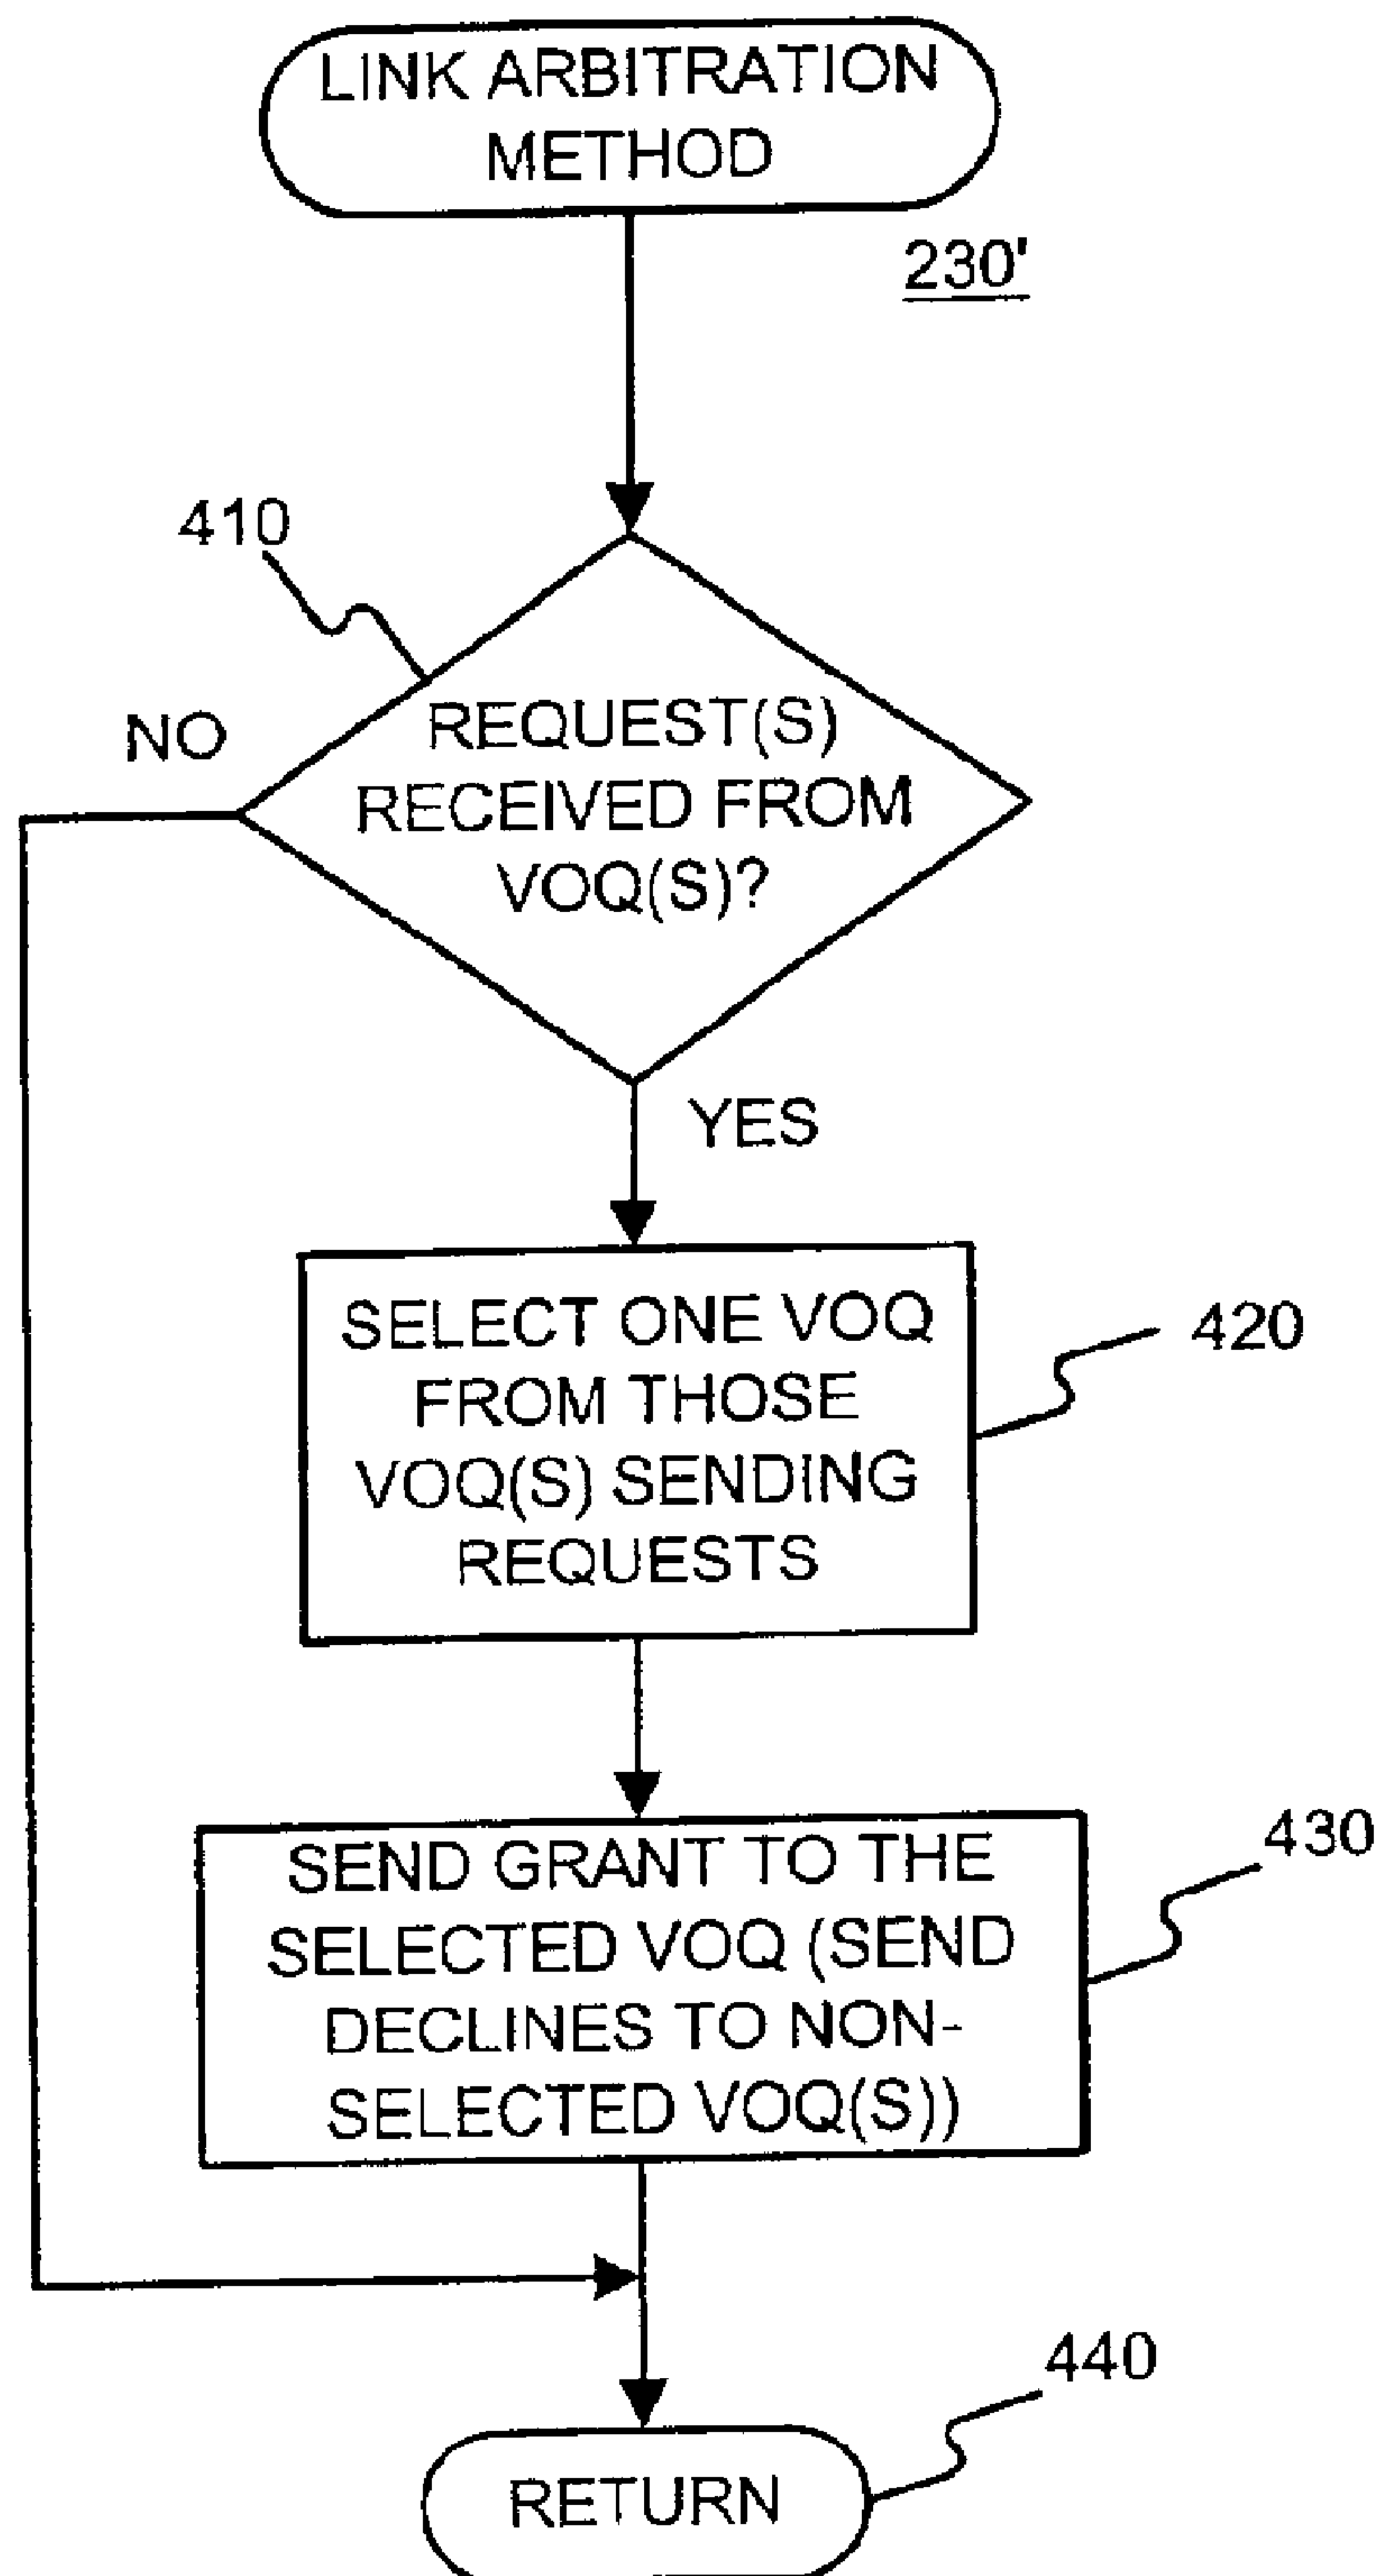 LINK ARBITRATION
METHOD
230'
410
NO
REQUEST(S)
RECEIVED FROM
VOQ(S)?
YES
SELECT ONE VOQ
FROM THOSE
VOQ(S) SENDING
REQUESTS
420
SEND GRANT TO THE
SELECTED VOQ (SEND
DECLINES TO NON-
SELECTED VOQ(S))
430
440
RETURN